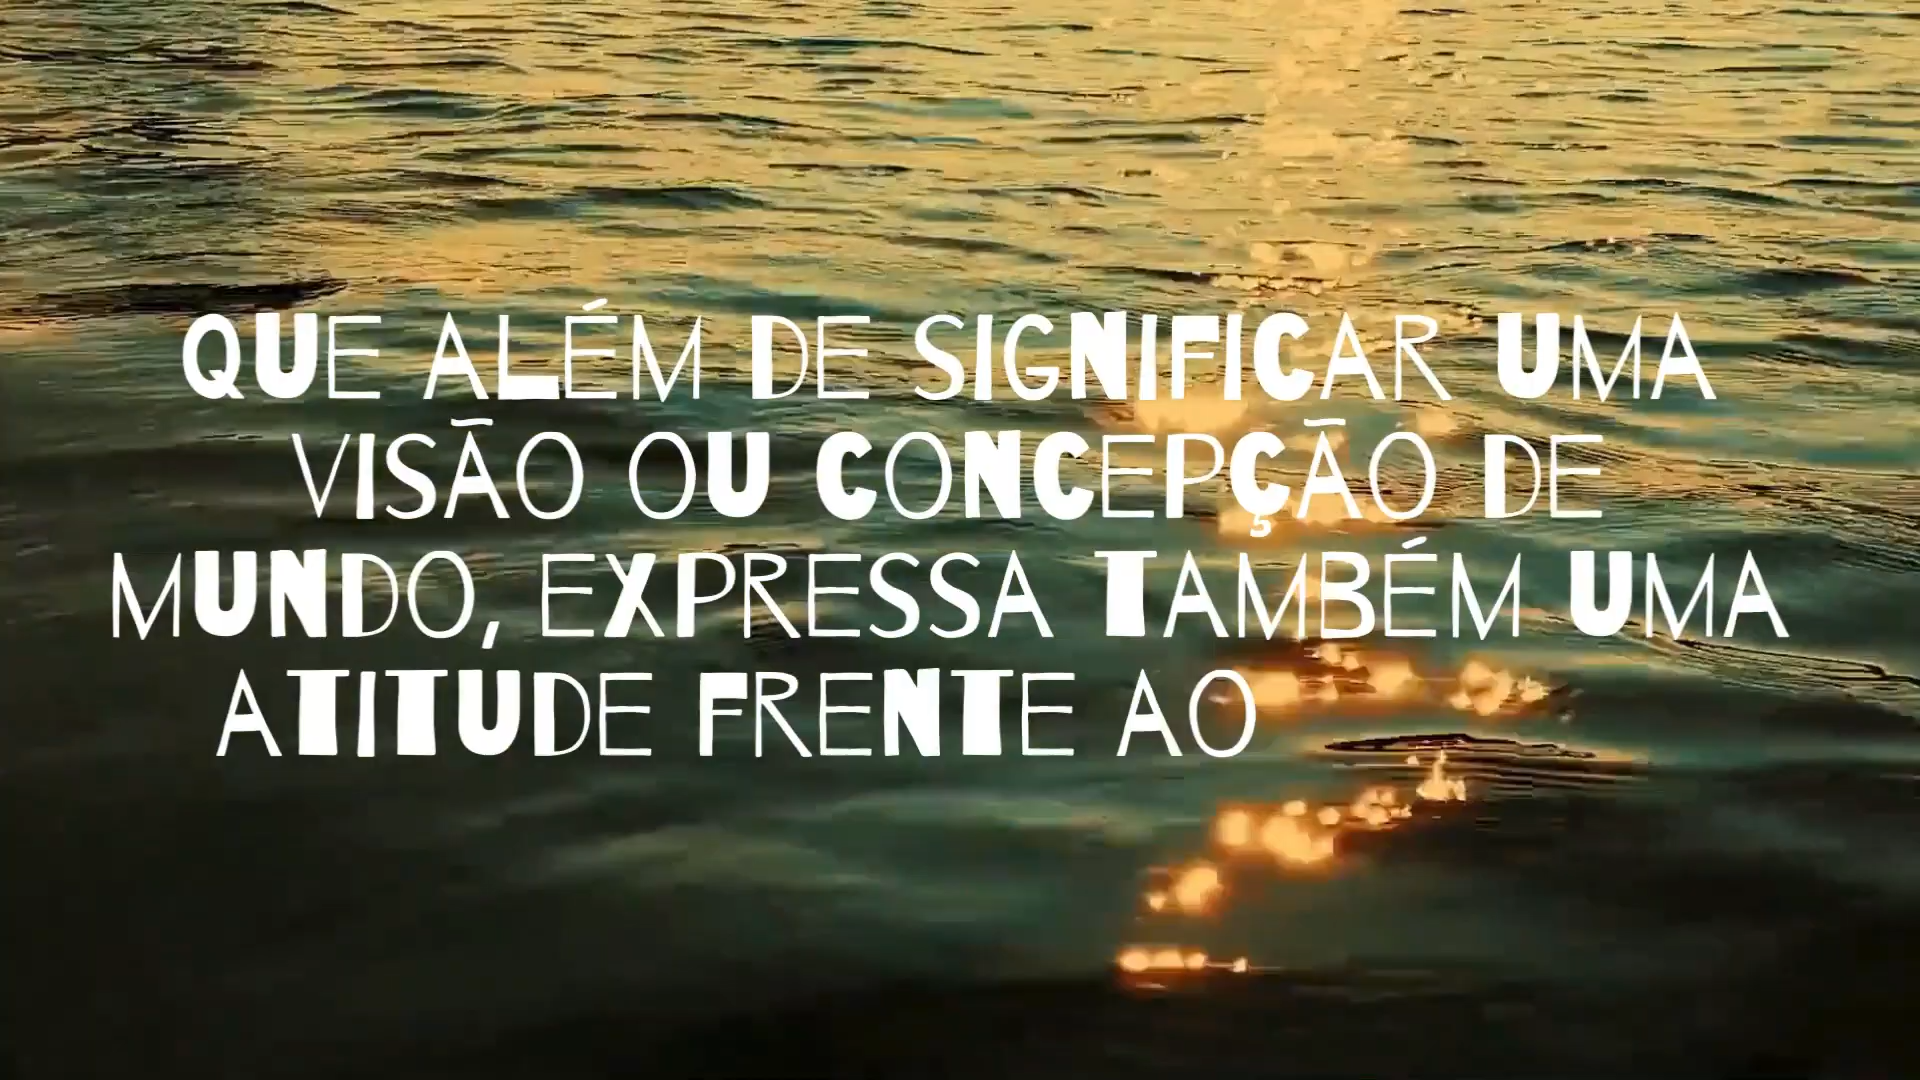 QUE ALÉM DE SIGNIFICAR UMA
VISÃO OU CONCEPÇÃO DE
MUNDO, EXPRESSA TAMBÉM UMA
ATITUDE FRENTE AO